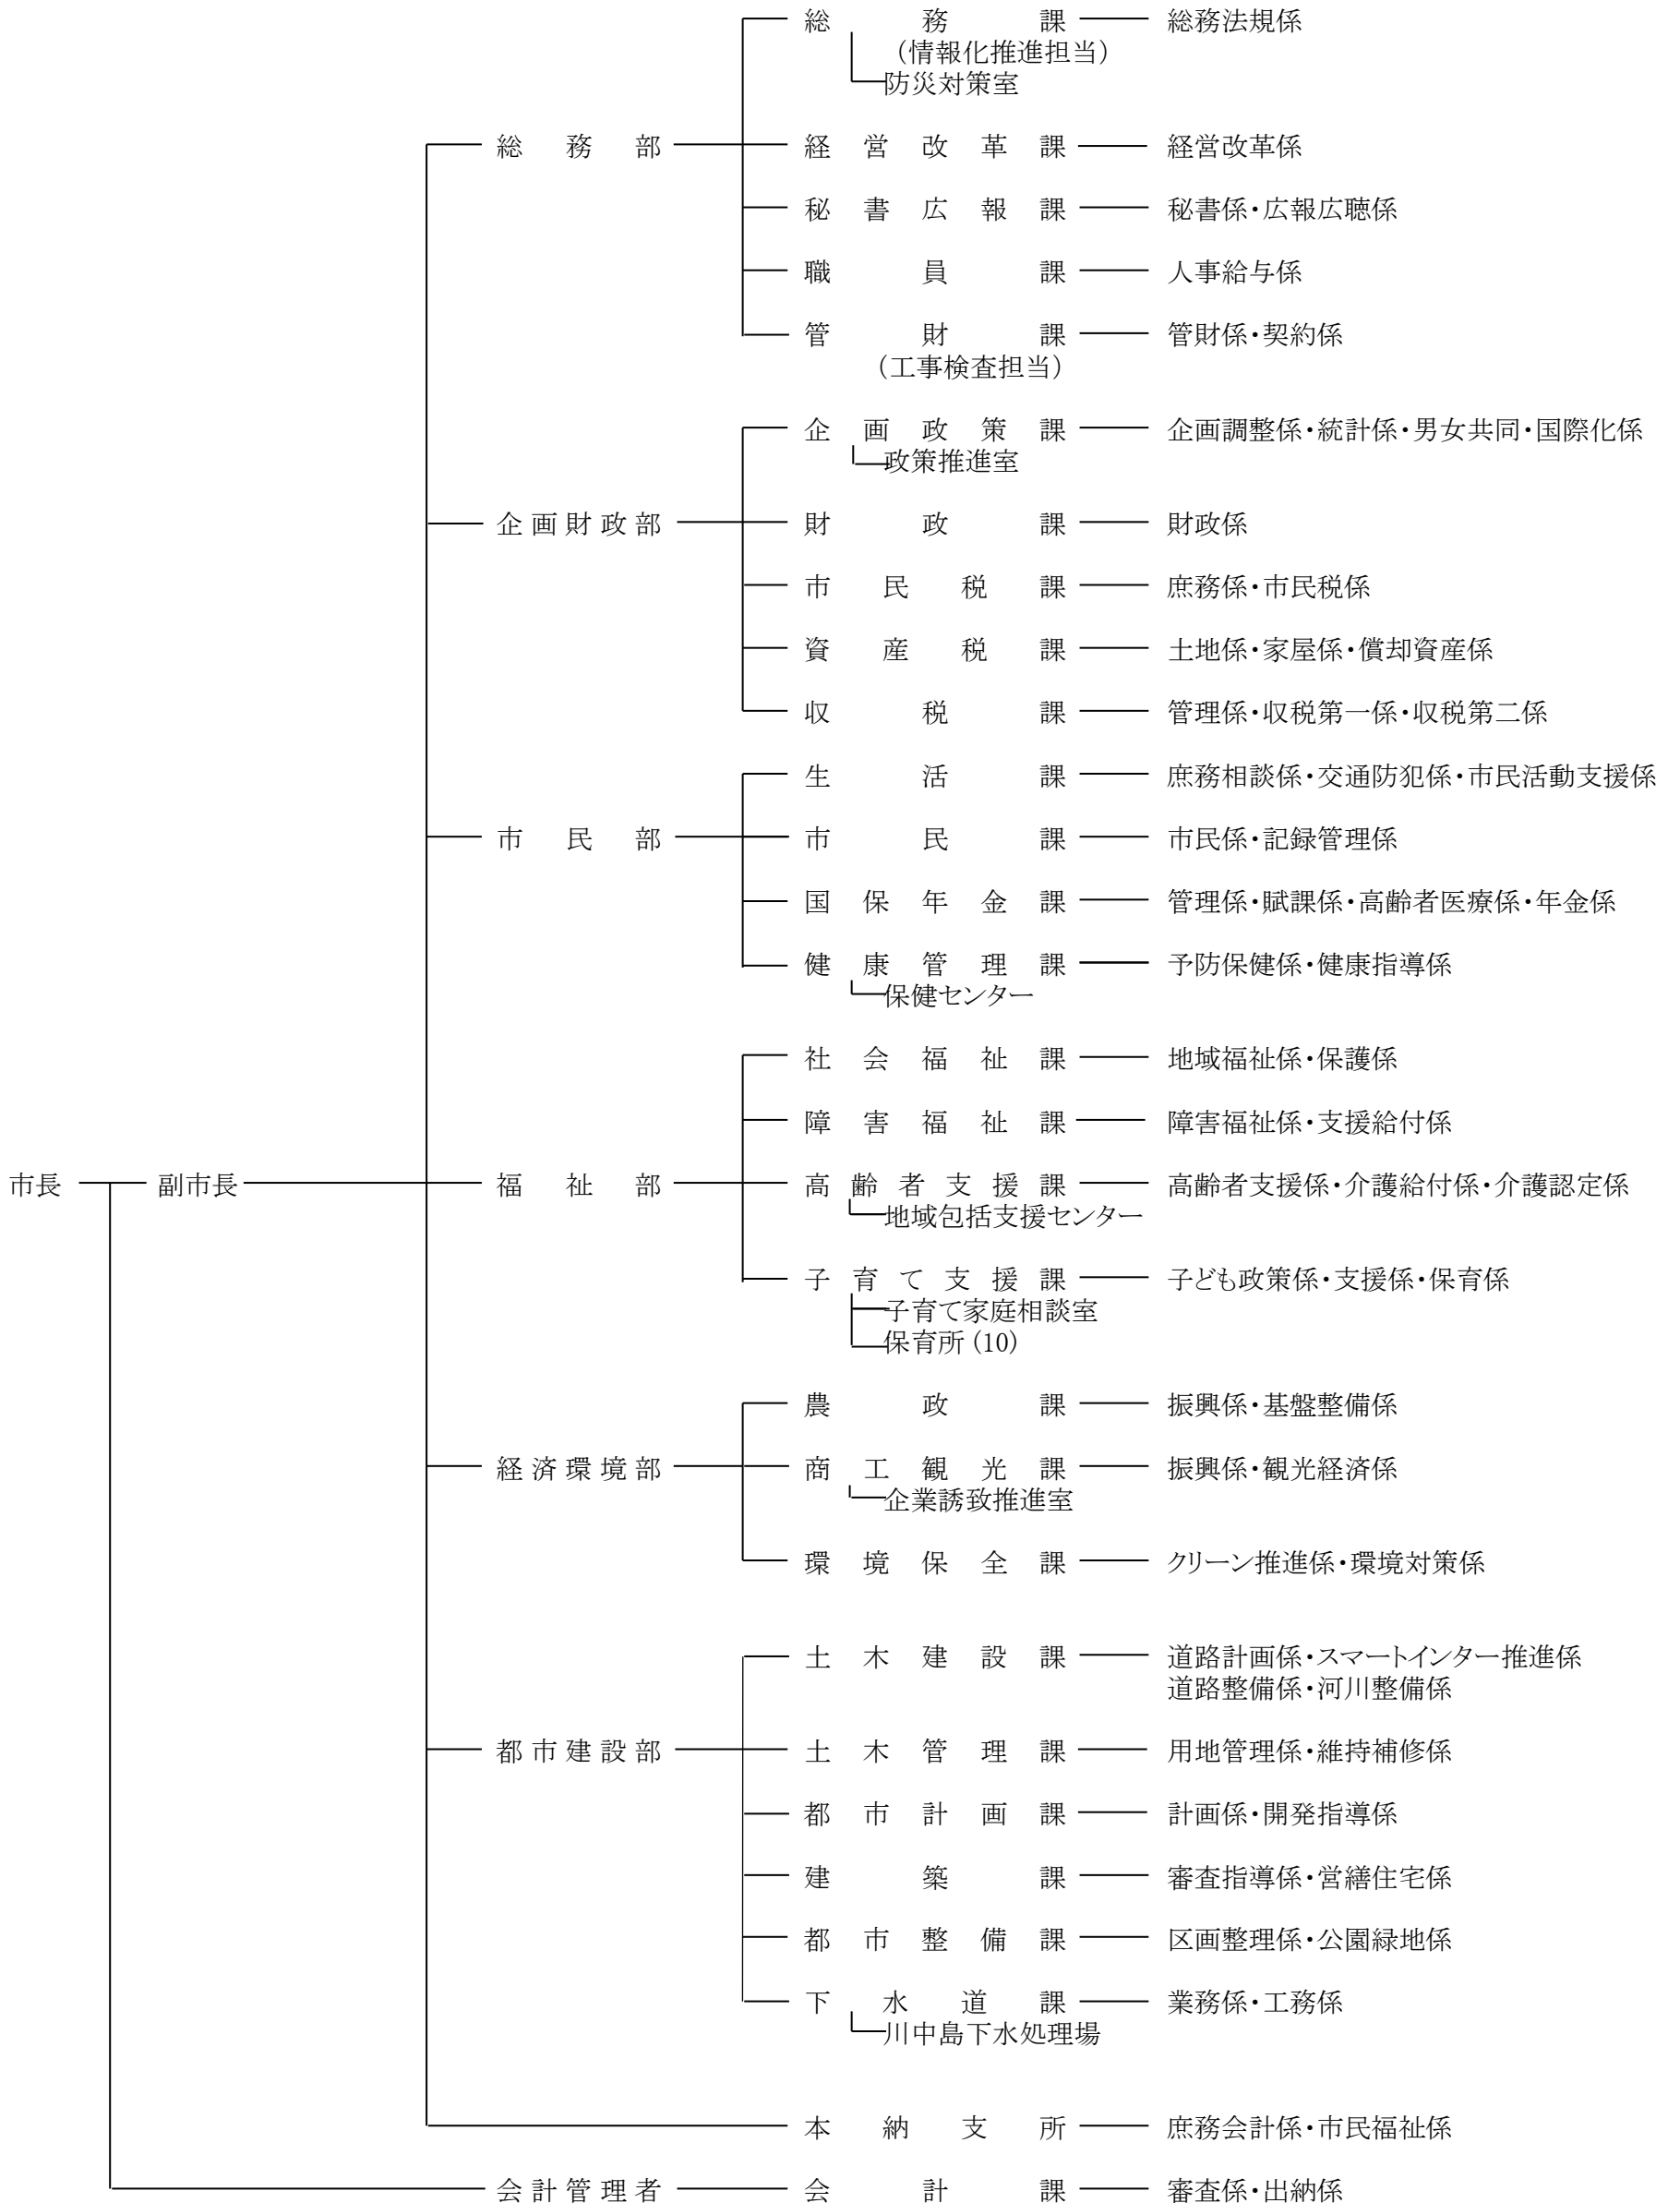 総務課 総務法規係
（情報化推進担当）
防災対策室
総務部 経営改革課 経営改革係
秘書広報課 秘書係・広報広聴係
職員課 人事給与係
管財課 管財係・契約係
（工事検査担当）
企画政策課 企画調整係・統計係・男女共同・国際化係
政策推進室
企画財政部 財政課 財政係
市民税課 庶務係・市民税係
資産税課 土地係・家屋係・償却資産係
収税課 管理係・収税第一係・収税第二係
生活課 庶務相談係・交通防犯係・市民活動支援係
市民部 市民課 市民係・記録管理係
国保年金課 管理係・賦課係・高齢者医療係・年金係
健康管理課 予防保健係・健康指導係
保健センター
社会福祉課 地域福祉係・保護係
障害福祉課 障害福祉係・支援給付係
市長 副市長 福祉部 高齢者支援課 高齢者支援係・介護給付係・介護認定係
地域包括支援センター
子育て支援課 子ども政策係・支援係・保育係
子育て家庭相談室
保育所(10)
農政課 振興係・基盤整備係
経済環境部 商工観光課 振興係・観光経済係
企業誘致推進室
環境保全課 クリーン推進係・環境対策係
土木建設課 道路計画係・スマートインター推進係
道路整備係・河川整備係
都市建設部 土木管理課 用地管理係・維持補修係
都市計画課 計画係・開発指導係
建築課 審査指導係・営繕住宅係
都市整備課 区画整理係・公園緑地係
下水道課 業務係・工務係
川中島下水処理場
本納支所 庶務会計係・市民福祉係
会計管理者 会計課 審査係・出納係